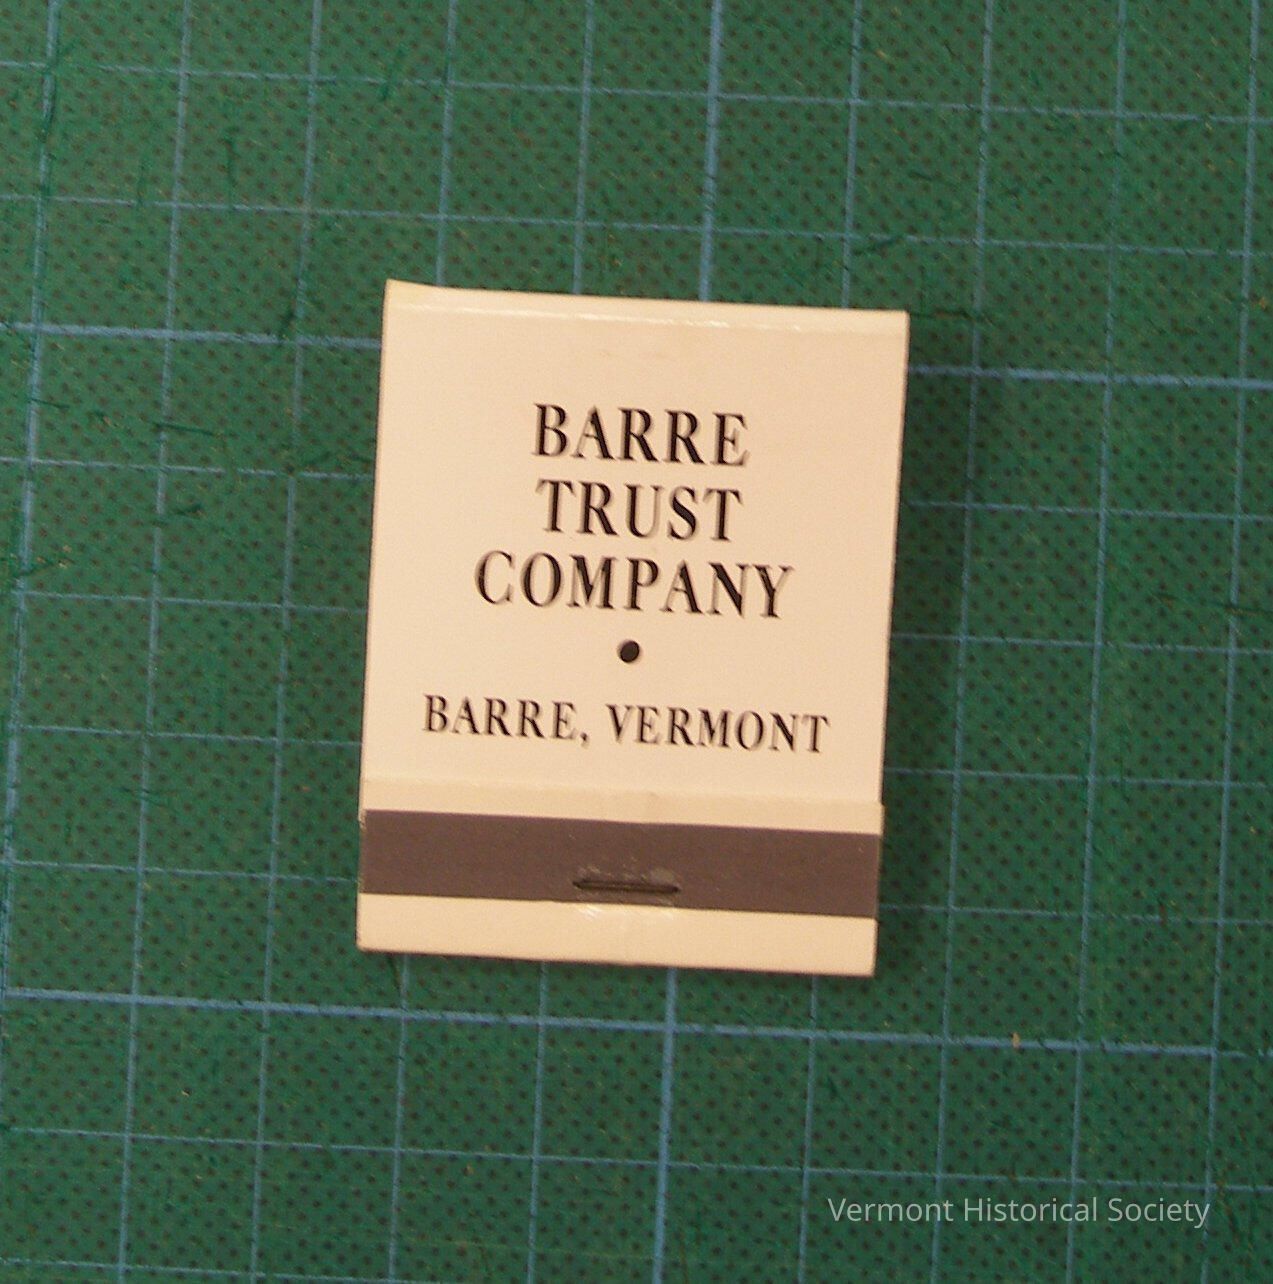 BARRE
TRUST
COMPANY
•
BARRE, VERMONT
Vermont Historical Society